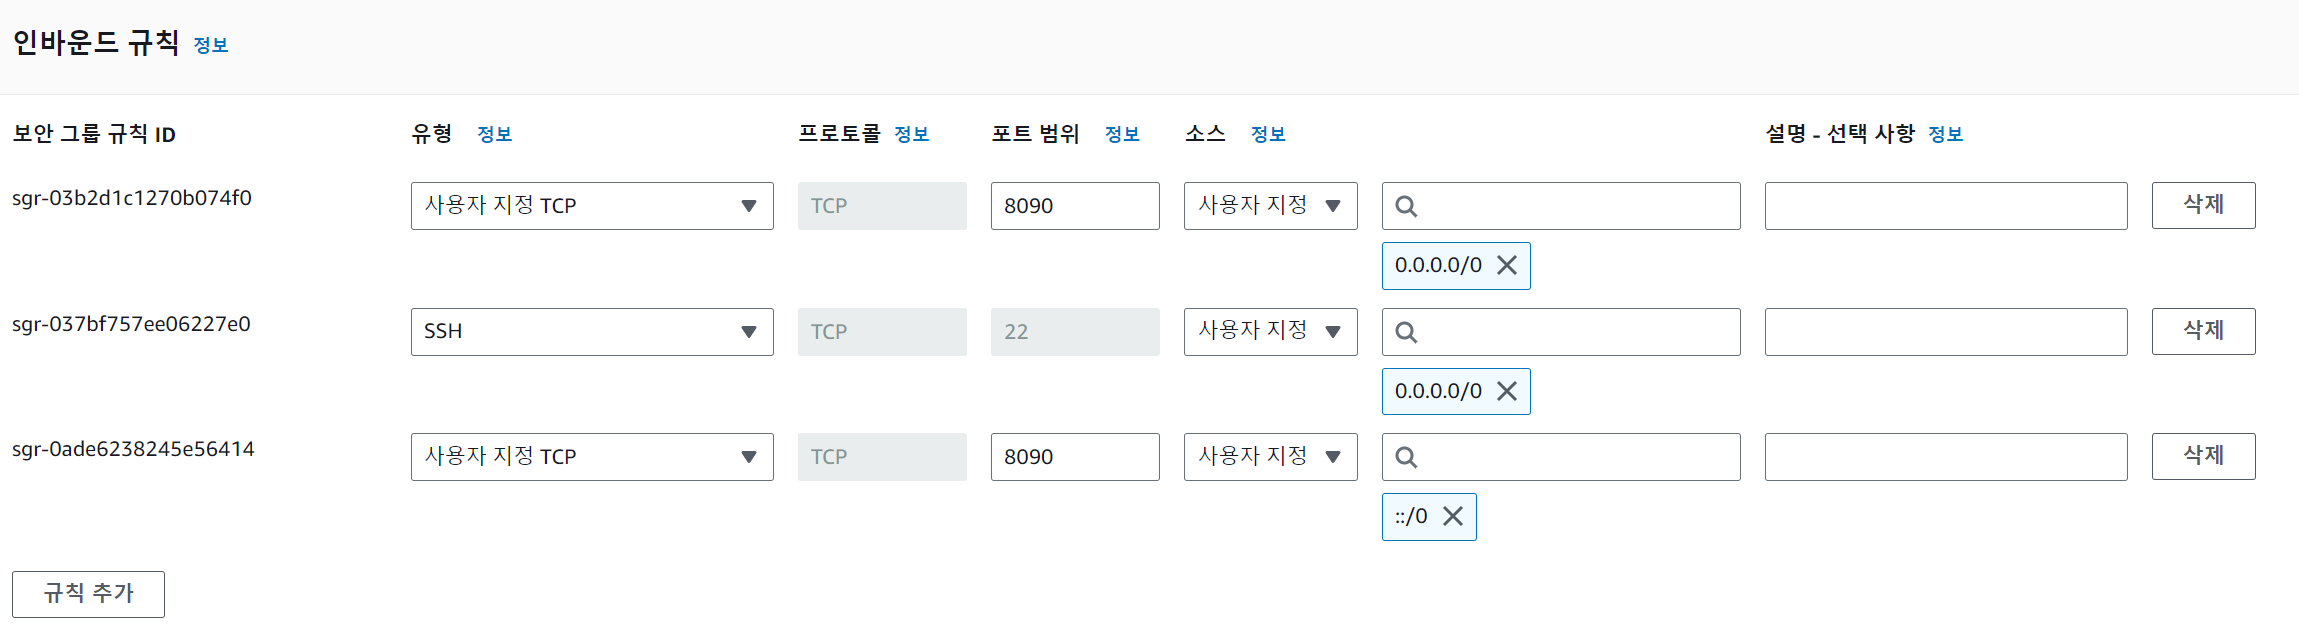 인바운드 규칙 정보
보안 그룹 규칙 ID 유형 정보 프로토콜 정보 포트 범위 정보 소스 정보 설명 - 선택 사항 정보
sgr-03b2d1c1270b074f0 사용자 지정 TCP TCP 8090 사용자 지정 삭제
0.0.0.0/0
sgr-037bf757ee06227e0 SSH TCP 22 사용자 지정 삭제
0.0.0.0/0
sgr-0ade6238245e56414 사용자 지정 TCP TCP 8090 사용자 지정 삭제
::/0
규칙 추가